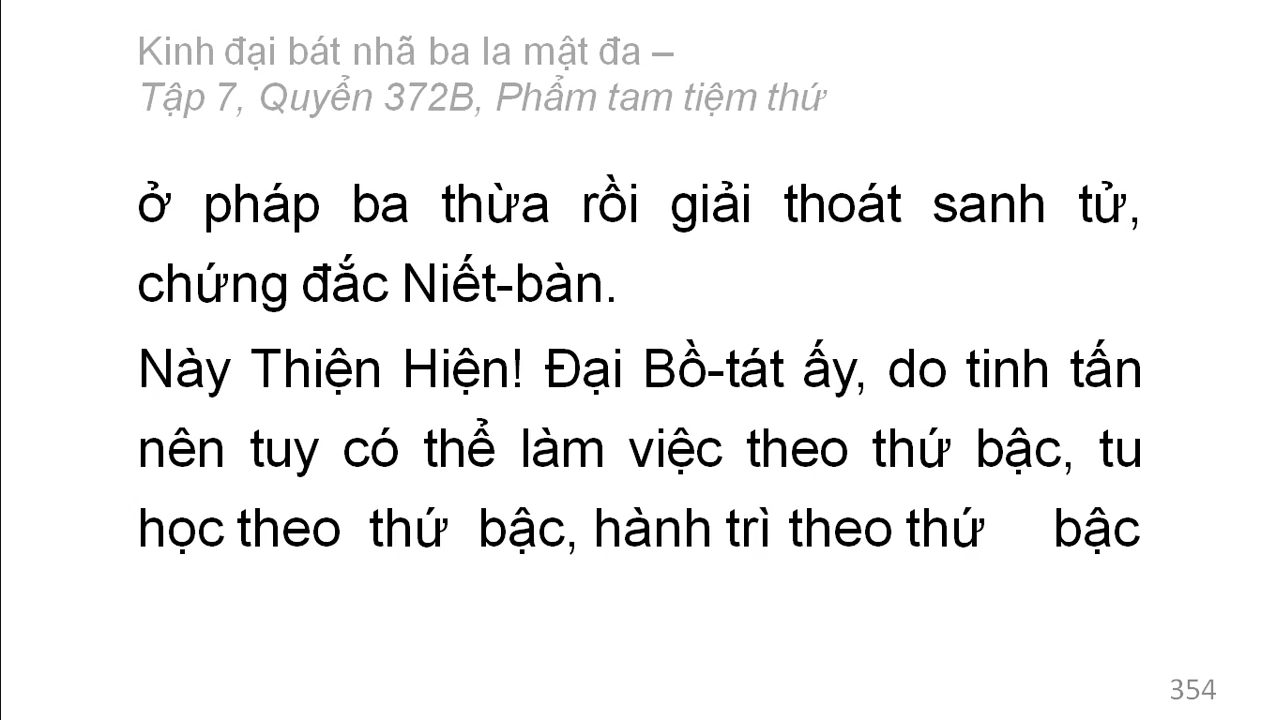 Kinh đại bát nhã ba la mật đa –
Tập 7, Quyển 372B, Phẩm tam tiệm thứ
ở pháp ba thừa rồi giải thoát sanh tử,
chứng đắc Niết-bàn.
Này Thiện Hiện! Đại Bồ-tát ấy, do tinh tấn
nên tuy có thể làm việc theo thứ bậc, tu
học theo thứ bậc, hành trì theo thứ bậc
354